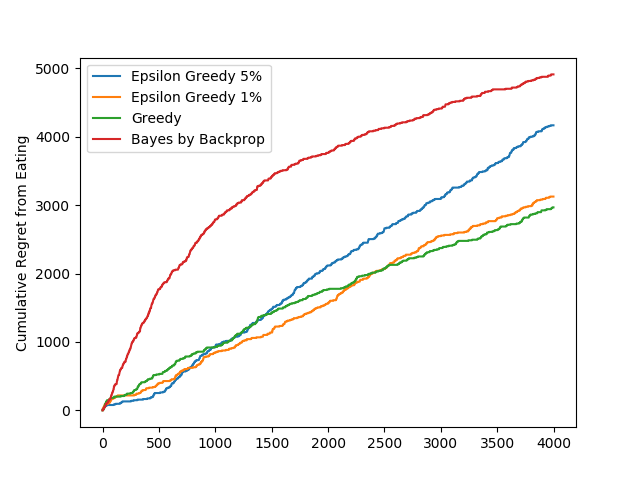 Epsilon Greedy 5%
Epsilon Greedy 1%
Greedy
Bayes by Backprop
Cumulative Regret from Eating
5000
4000
3000
2000
1000
0
0 500 1000 1500 2000 2500 3000 3500 4000